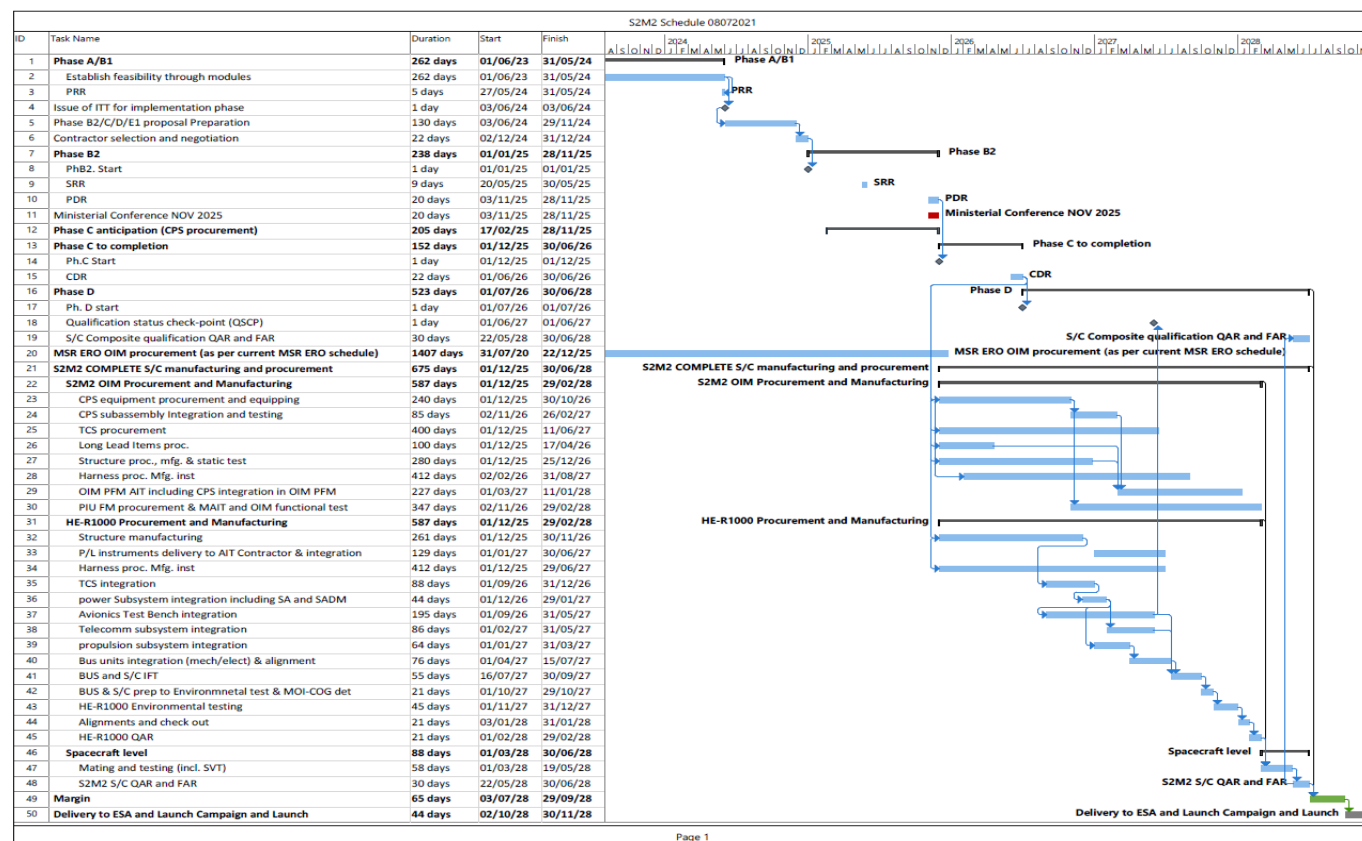 S2M2 Schedule 08072021
ID Task Name Duration Start Finish 2024 2025 2026 2027 2028
A S O N D J F M A M J J A S O N D J F M A M J J A S O N D J F M A M J J A S O N D J F M A M J J A S O N D J F M A M J J A S O N
1 Phase A/B1 262 days 01/06/23 31/05/24 Phase A/B1
2 Establish feasibility through modules 262 days 01/06/23 31/05/24
3 PRR 5 days 27/05/24 31/05/24 PRR
4 Issue of ITT for implementation phase 1 day 03/06/24 03/06/24
5 Phase B2/C/D/E1 proposal Preparation 130 days 03/06/24 29/11/24
6 Contractor selection and negotiation 22 days 02/12/24 31/12/24
7 Phase B2 238 days 01/01/25 28/11/25 Phase B2
8 PhB2. Start 1 day 01/01/25 01/01/25
9 SRR 9 days 20/05/25 30/05/25 SRR
10 PDR 20 days 03/11/25 28/11/25 PDR
11 Ministerial Conference NOV 2025 20 days 03/11/25 28/11/25 Ministerial Conference NOV 2025
12 Phase C anticipation (CPS procurement) 205 days 17/02/25 28/11/25
13 Phase C to completion 152 days 01/12/25 30/06/26 Phase C to completion
14 Ph.C Start 1 day 01/12/25 01/12/25
15 CDR 22 days 01/06/26 30/06/26 CDR
16 Phase D 523 days 01/07/26 30/06/28 Phase D
17 Ph. D start 1 day 01/07/26 01/07/26
18 Qualification status check-point (QSCP) 1 day 01/06/27 01/06/27
19 S/C Composite qualification QAR and FAR 30 days 22/05/28 30/06/28 S/C Composite qualification QAR and FAR
20 MSR ERO OIM procurement (as per current MSR ERO schedule) 1407 days 31/07/20 22/12/25 MSR ERO OIM procurement (as per current MSR ERO schedule)
21 S2M2 COMPLETE S/C manufacturing and procurement 675 days 01/12/25 30/06/28 S2M2 COMPLETE S/C manufacturing and procurement
22 S2M2 OIM Procurement and Manufacturing 587 days 01/12/25 29/02/28 S2M2 OIM Procurement and Manufacturing
23 CPS equipment procurement and equipping 240 days 01/12/25 30/10/26
24 CPS subassembly Integration and testing 85 days 02/11/26 26/02/27
25 TCS procurement 400 days 01/12/25 11/06/27
26 Long Lead Items proc. 100 days 01/12/25 17/04/26
27 Structure proc., mfg. & static test 280 days 01/12/25 25/12/26
28 Harness proc. Mfg. inst 412 days 02/02/26 31/08/27
29 OIM PFM AIT including CPS integration in OIM PFM 227 days 01/03/27 11/01/28
30 PIU FM procurement & MAIT and OIM functional test 347 days 02/11/26 29/02/28
31 HE-R1000 Procurement and Manufacturing 587 days 01/12/25 29/02/28 HE-R1000 Procurement and Manufacturing
32 Structure manufacturing 261 days 01/12/25 30/11/26
33 P/L instruments delivery to AIT Contractor & integration 129 days 01/01/27 30/06/27
34 Harness proc. Mfg. inst 412 days 01/12/25 29/06/27
35 TCS integration 88 days 01/09/26 31/12/26
36 power Subsystem integration including SA and SADM 44 days 01/12/26 29/01/27
37 Avionics Test Bench integration 195 days 01/09/26 31/05/27
38 Telecomm subsystem integration 86 days 01/02/27 31/05/27
39 propulsion subsystem integration 64 days 01/01/27 31/03/27
40 Bus units integration (mech/elect) & alignment 76 days 01/04/27 15/07/27
41 BUS and S/C IFT 55 days 16/07/27 30/09/27
42 BUS & S/C prep to Environmnetal test & MOI-COG det 21 days 01/10/27 29/10/27
43 HE-R1000 Environmental testing 45 days 01/11/27 31/12/27
44 Alignments and check out 21 days 03/01/28 31/01/28
45 HE-R1000 QAR 21 days 01/02/28 29/02/28
46 Spacecraft level 88 days 01/03/28 30/06/28 Spacecraft level
47 Mating and testing (incl. SVT) 58 days 01/03/28 19/05/28
48 S2M2 S/C QAR and FAR 30 days 22/05/28 30/06/28 S2M2 S/C QAR and FAR
49 Margin 65 days 03/07/28 29/09/28
50 Delivery to ESA and Launch Campaign and Launch 44 days 02/10/28 30/11/28 Delivery to ESA and Launch Campaign and Launch
Page 1